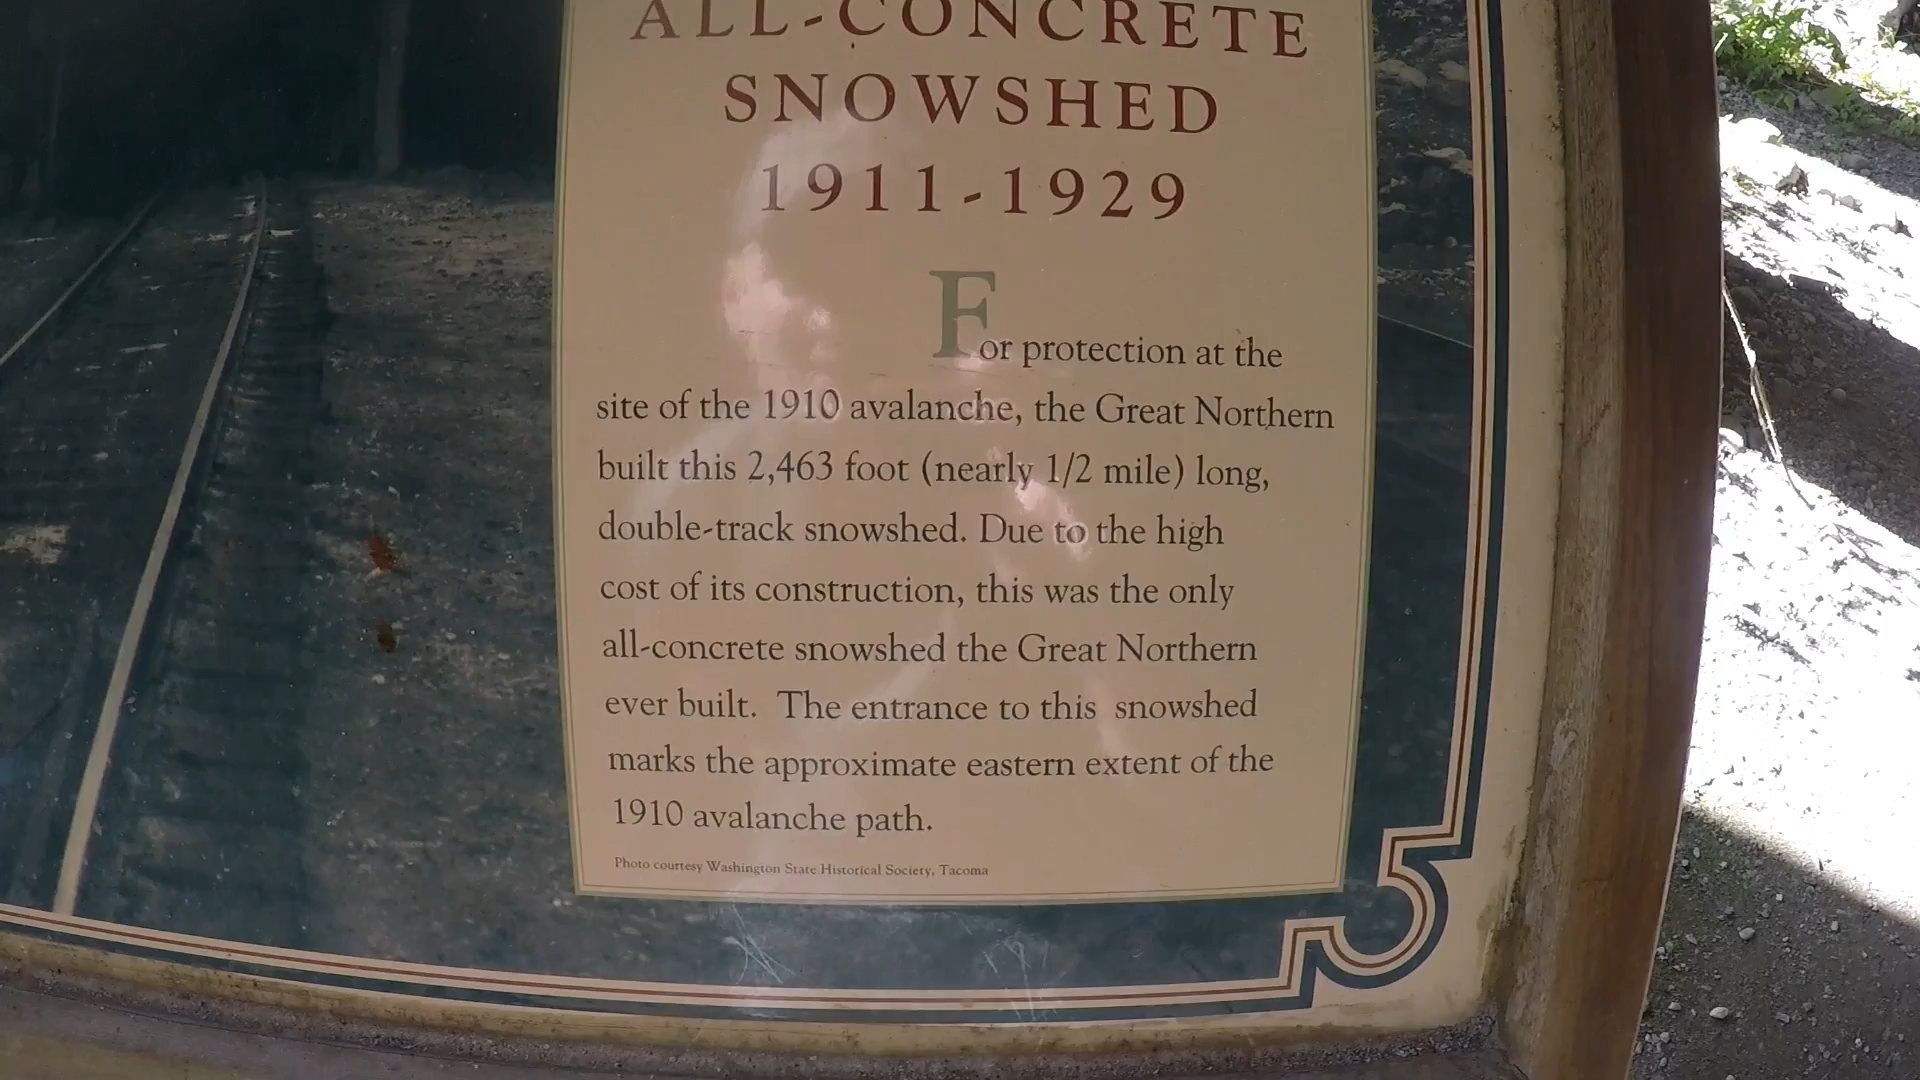 ALL-CONCRETE
SNOWSHED
1911-1929
For protection at the
site of the 1910 avalanche, the Great Northern
built this 2,463 foot (nearly 1/2 mile) long,
double-track snowshed. Due to the high
cost of its construction, this was the only
all-concrete snowshed the Great Northern
ever built. The entrance to this snowshed
marks the approximate eastern extent of the
1910 avalanche path.
Photo courtesy Washington State Historical Society, Tacoma